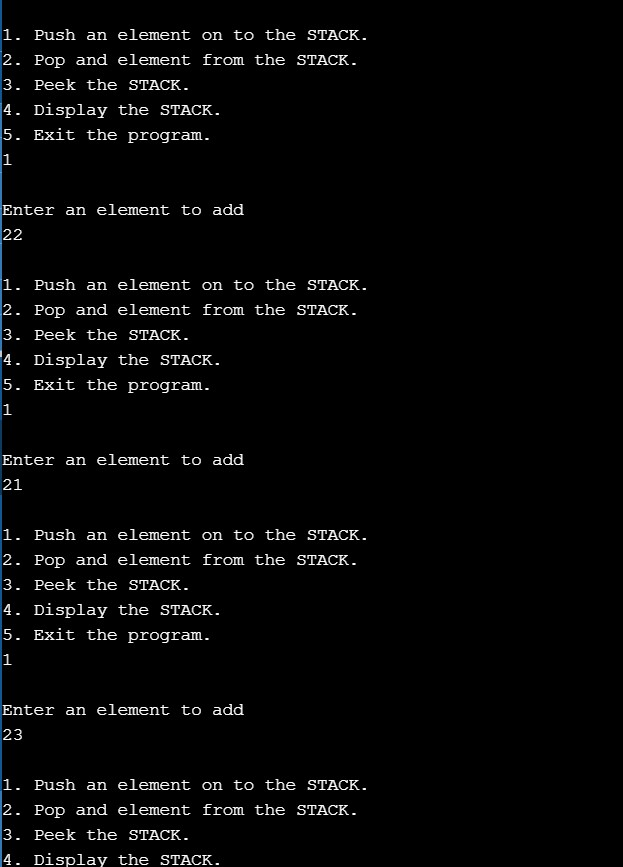 1. Push an element on to the STACK.
2. Pop and element from the STACK.
3. Peek the STACK.
4. Display the STACK.
5. Exit the program.
1
Enter an element to add
22
1. Push an element on to the STACK.
2. Pop and element from the STACK.
3. Peek the STACK.
4. Display the STACK.
5. Exit the program.
1
Enter an element to add
21
1. Push an element on to the STACK.
2. Pop and element from the STACK.
3. Peek the STACK.
4. Display the STACK.
5. Exit the program.
1
Enter an element to add
23
1. Push an element on to the STACK.
2. Pop and element from the STACK.
3. Peek the STACK.
4. Display the STACK.